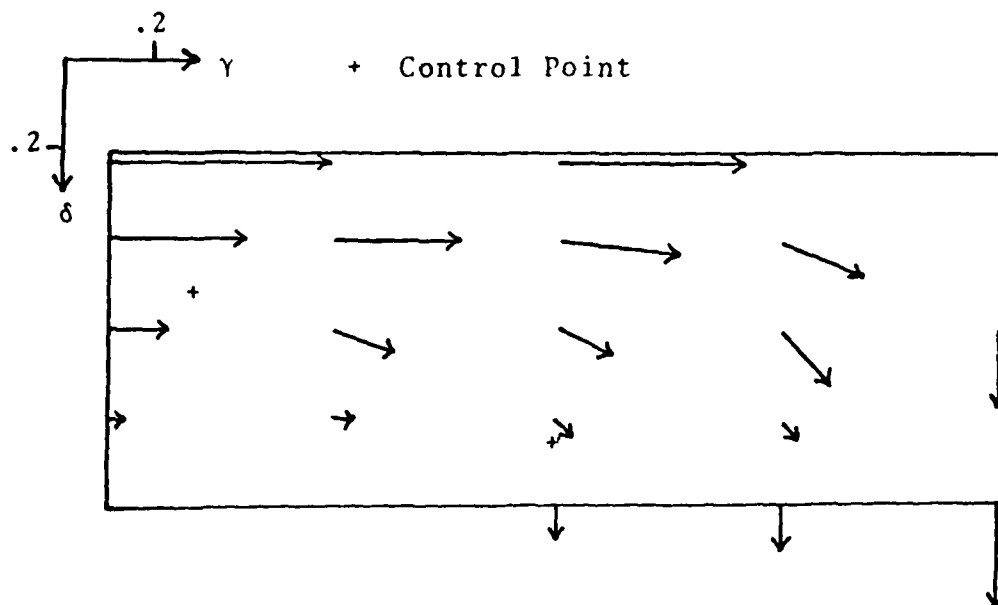 .2
γ + Control Point
.2
δ